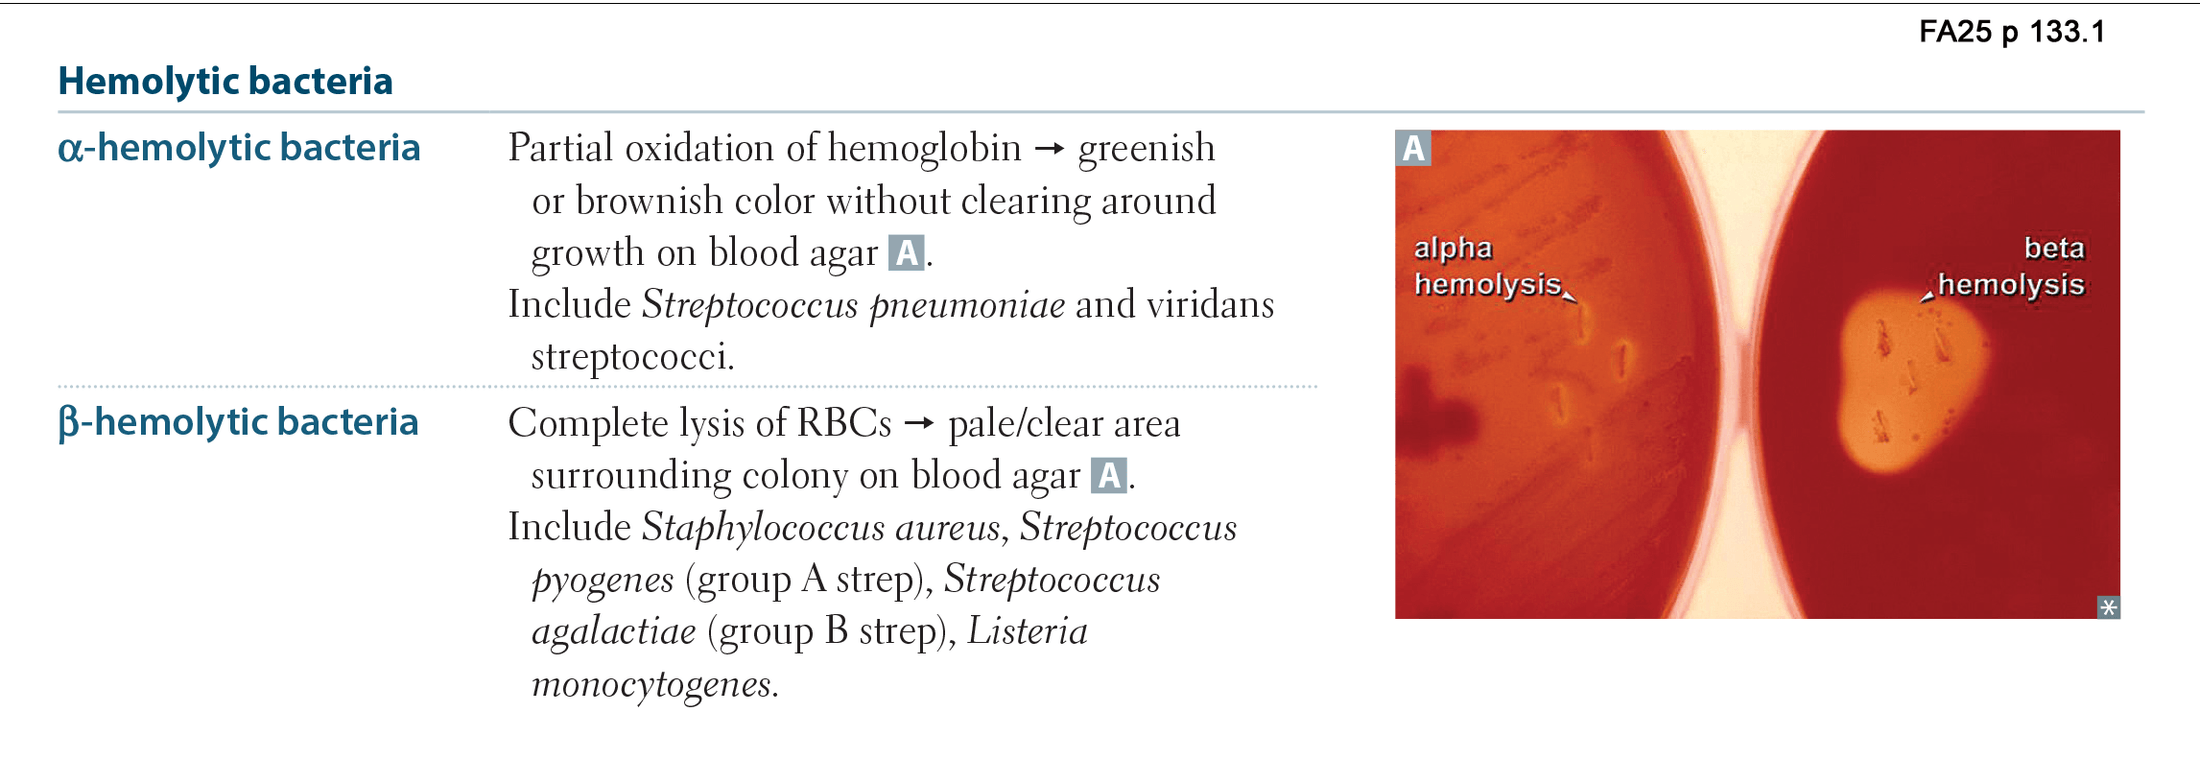 FA25 p 133.1
Hemolytic bacteria
α-hemolytic bacteria
Partial oxidation of hemoglobin → greenish
or brownish color without clearing around
growth on blood agar A.
Include Streptococcus pneumoniae and viridans
streptococci.
β-hemolytic bacteria
Complete lysis of RBCs → pale/clear area
surrounding colony on blood agar A.
Include Staphylococcus aureus, Streptococcus
pyogenes (group A strep), Streptococcus
agalactiae (group B strep), Listeria
monocytogenes.
A
alpha
hemolysis
beta
hemolysis
*